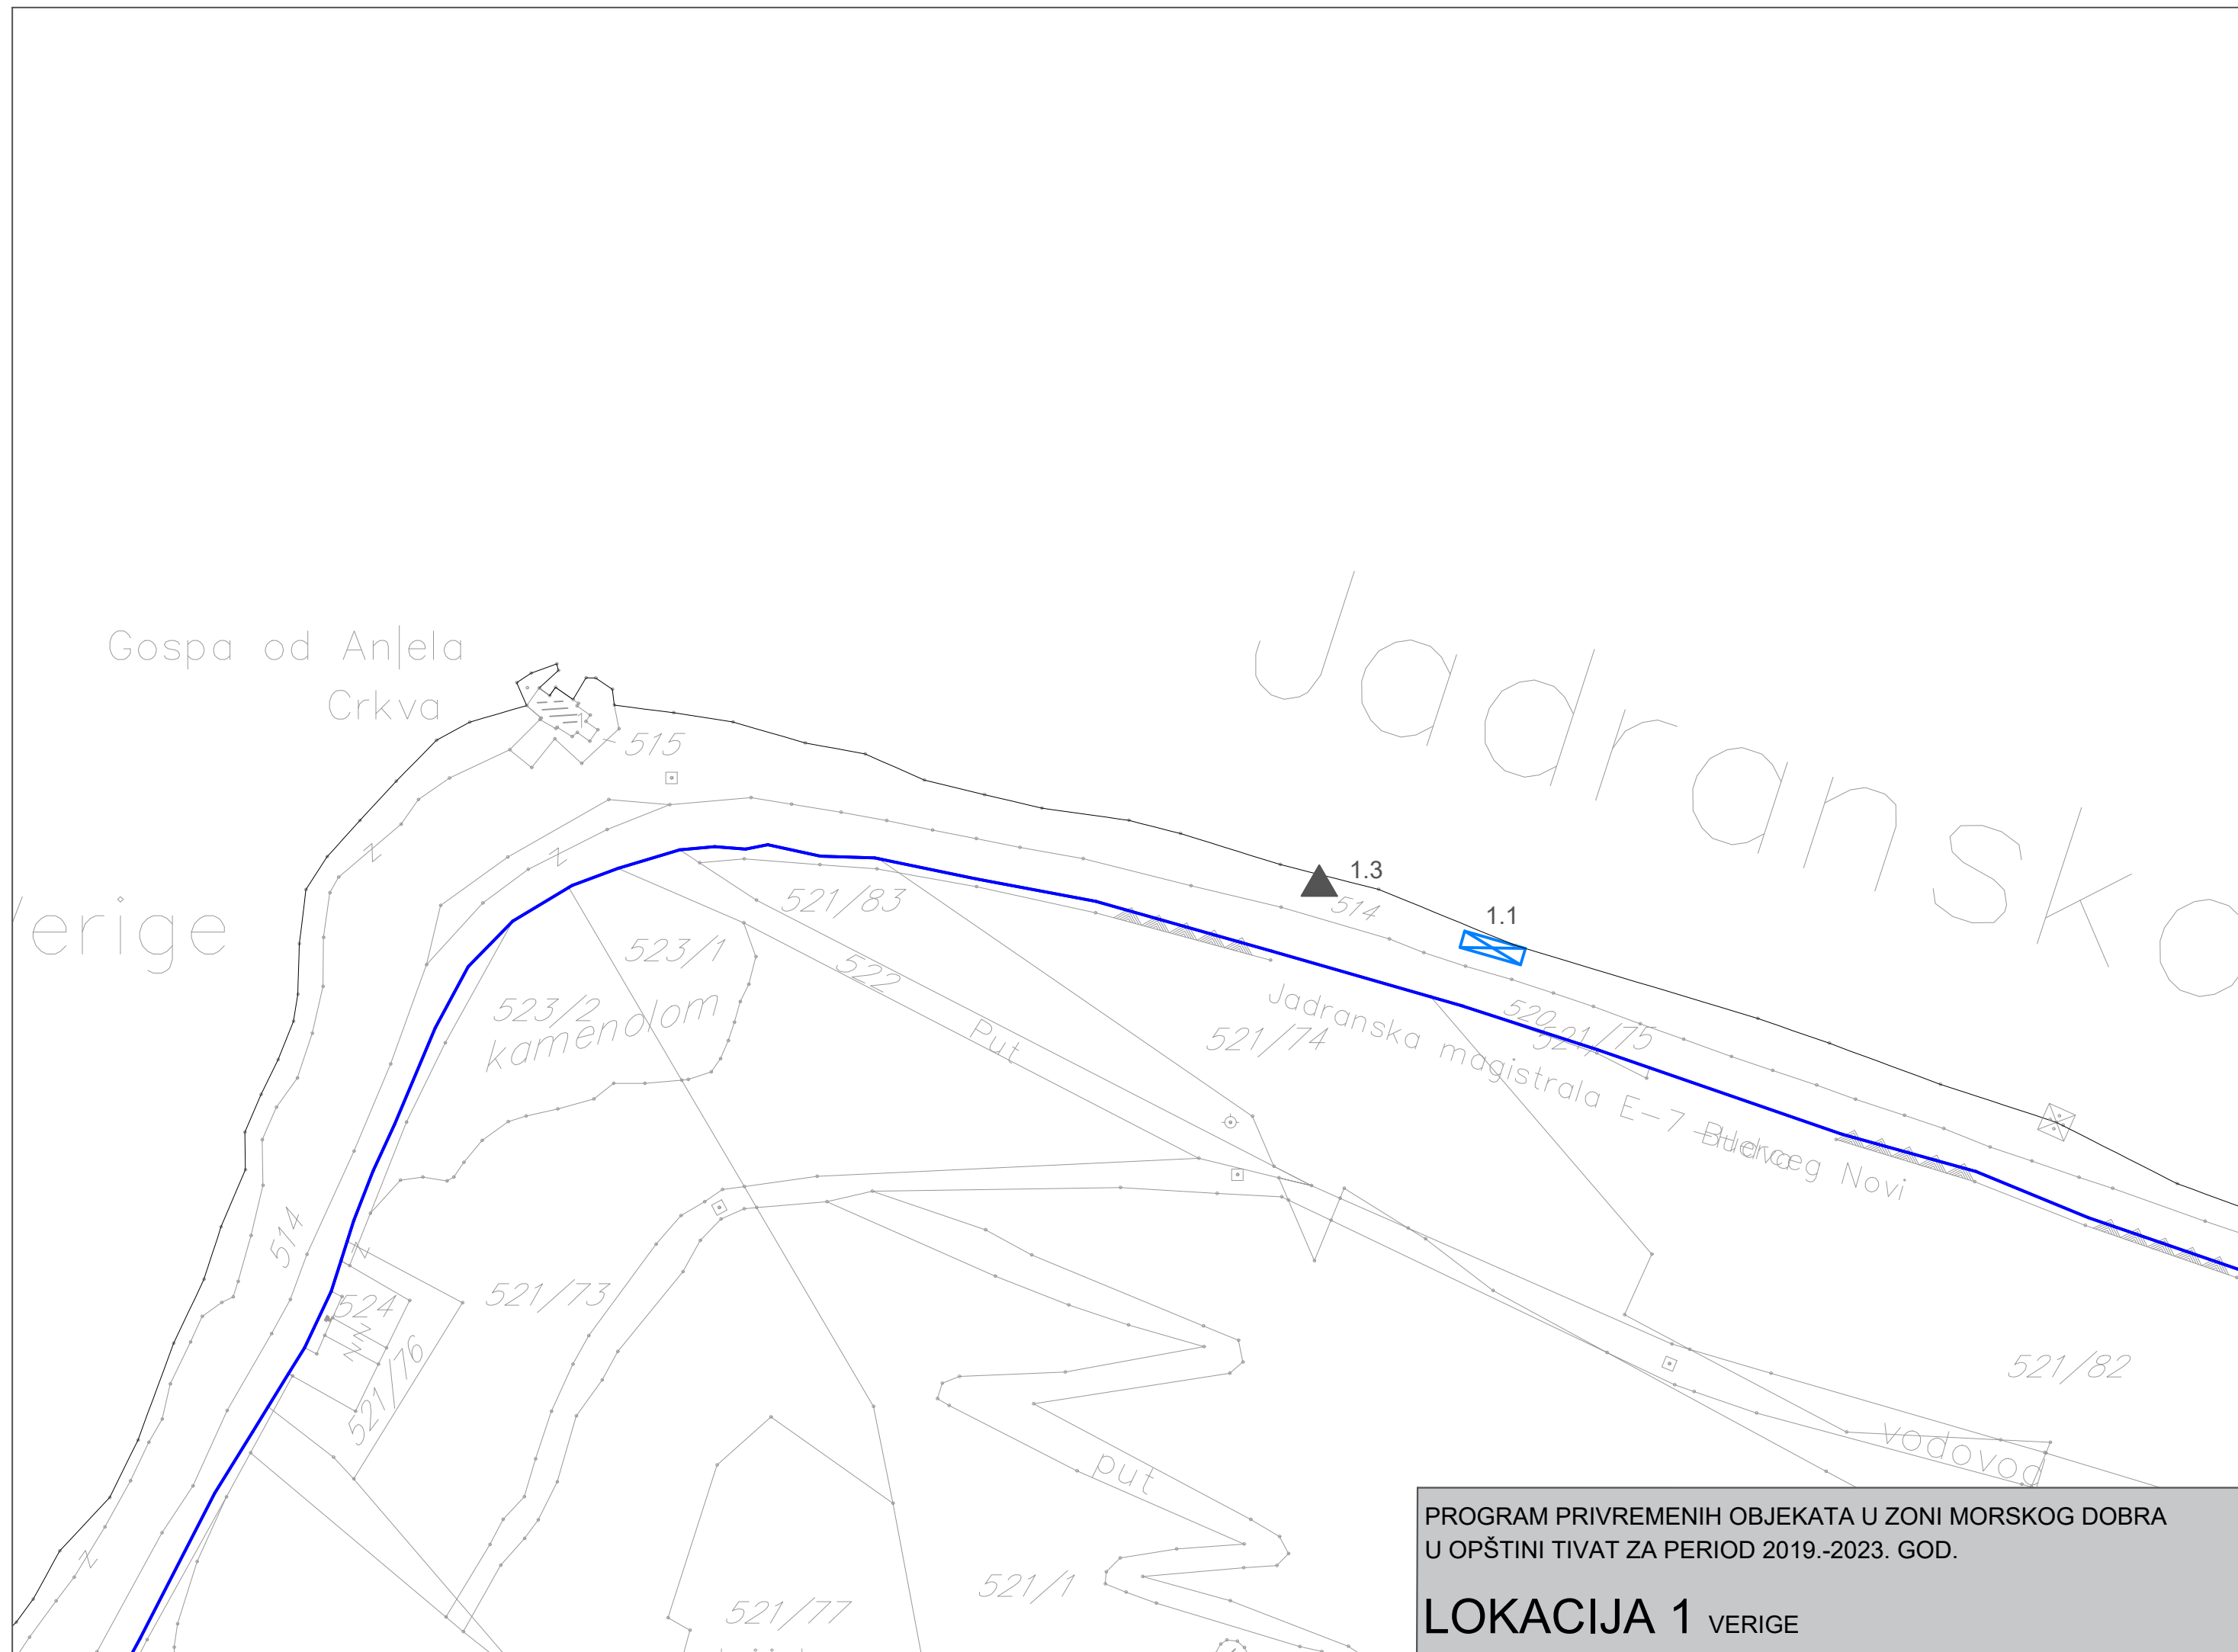 Gospa od Anđela
Crkva
515
Jadransko
1.3
514
1.1
521/83
523/1
522
523/2
kamenolom
Put
521/74
520
521/75
Jadranska magistrala E-7
Herceg Novi
514
524
521/73
521/76
521/82
put
Vodovod
521/1
521/77
PROGRAM PRIVREMENIH OBJEKATA U ZONI MORSKOG DOBRA
U OPŠTINI TIVAT ZA PERIOD 2019.-2023. GOD.
LOKACIJA 1 VERIGE